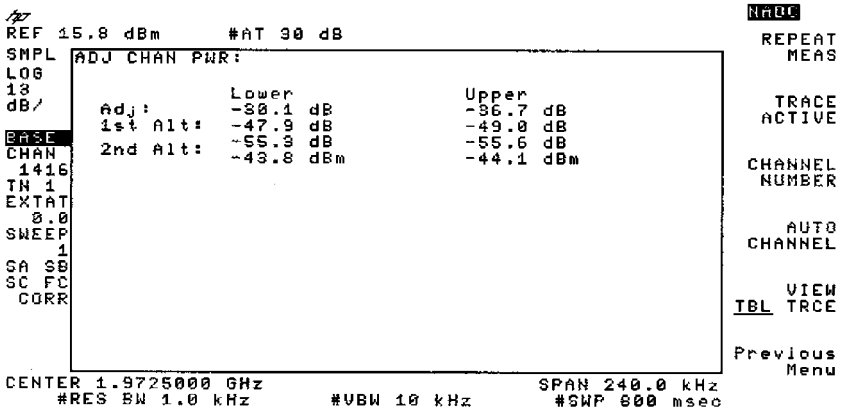 hp
NADC
REF 15.8 dBm #AT 30 dB
REPEAT
MEAS
SMPL
LOG
13
dB/
ADJ CHAN PWR:
Lower Upper
Adj: -30.1 dB -36.7 dB
1st Alt: -47.9 dB -49.0 dB
2nd Alt: -55.3 dB -55.6 dB
-43.8 dBm -44.1 dBm
TRACE
ACTIVE
BASE
CHAN
1416
TN 1
EXTAT
0.0
SWEEP
1
SA SB
SC FC
CORR
CHANNEL
NUMBER
AUTO
CHANNEL
VIEW
TBL TRCE
Previous
Menu
CENTER 1.9725000 GHz SPAN 240.0 kHz
#RES BW 1.0 kHz #VBW 10 kHz #SWP 800 msec